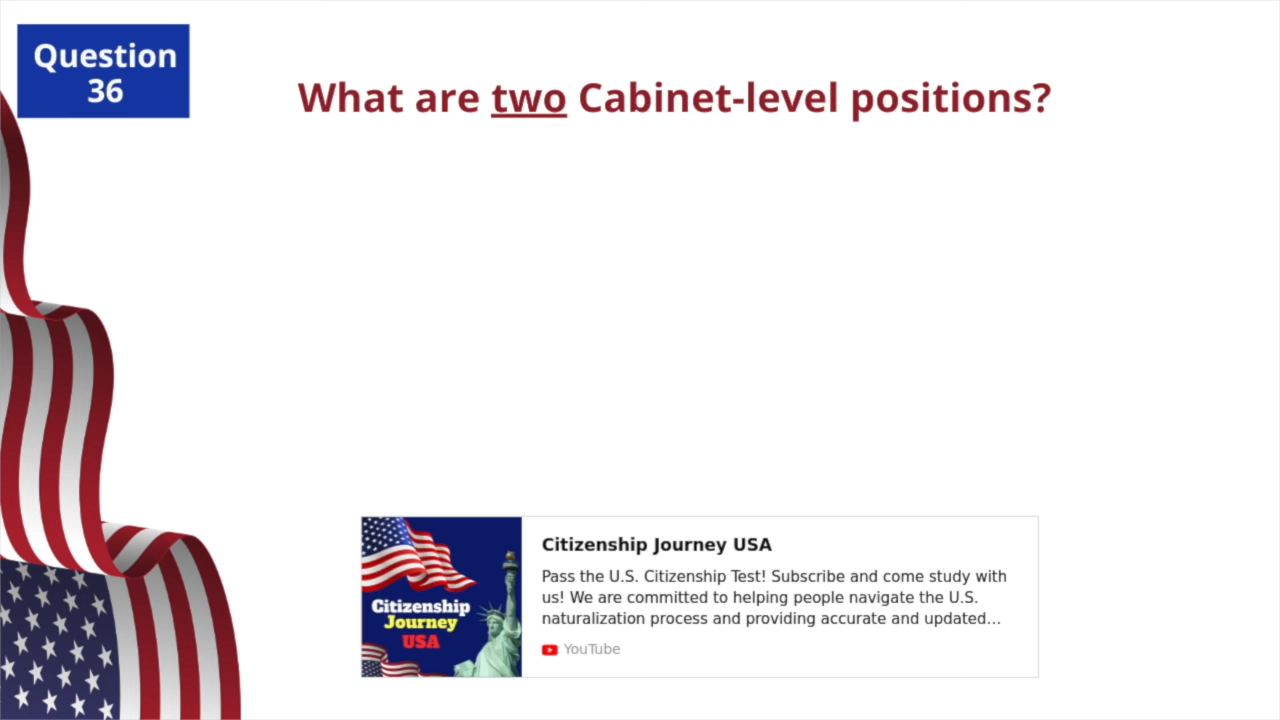 Question
36
What are two Cabinet-level positions?
Citizenship
Journey
USA
Citizenship Journey USA
Pass the U.S. Citizenship Test! Subscribe and come study with
us! We are committed to helping people navigate the U.S.
naturalization process and providing accurate and updated...
YouTube